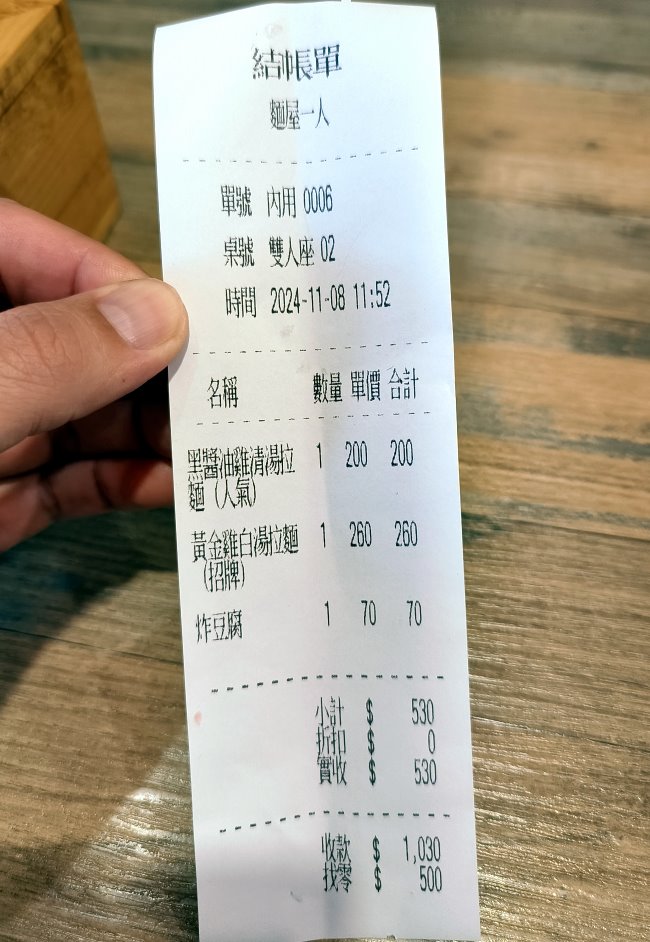 結帳單
麵屋一人
單號 內用 0006
桌號 雙人座 02
時間 2024-11-08 11:52
名稱 數量 單價 合計
黑醬油雞清湯拉 1 200 200
麵 (人氣)
黃金雞白湯拉麵 1 260 260
(招牌)
炸豆腐 1 70 70
小計 $ 530
折扣 $ 0
實收 $ 530
收款 $ 1,030
找零 $ 500